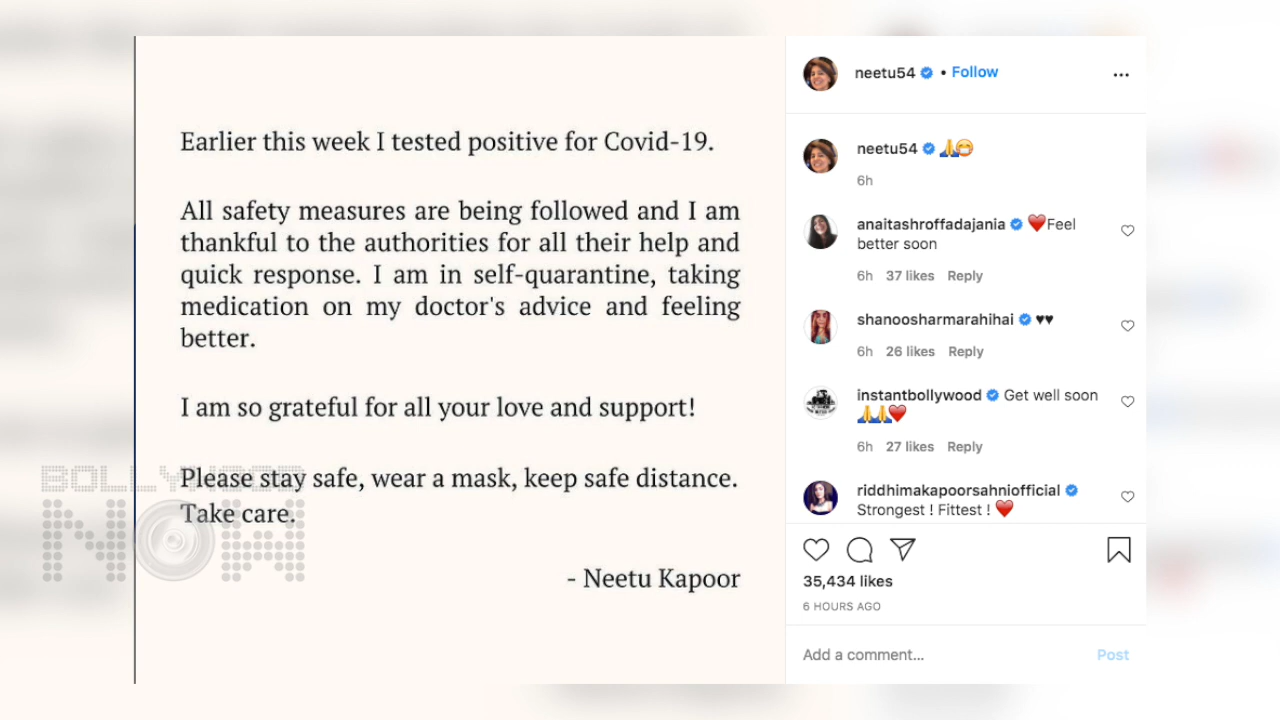 Earlier this week I tested positive for Covid-19.
All safety measures are being followed and I am
thankful to the authorities for all their help and
quick response. I am in self-quarantine, taking
medication on my doctor's advice and feeling
better.
I am so grateful for all your love and support!
Please stay safe, wear a mask, keep safe distance.
Take care.
- Neetu Kapoor
BOLLYWOOD
NOW
neetu54 • Follow
neetu54 🙏😷
6h
anaitashroffadajania ❤️Feel
better soon
6h 37 likes Reply
shanoosharmarahihai ♥♥
6h 26 likes Reply
instantbollywood Get well soon
🙏🙏❤️
6h 27 likes Reply
riddhimakapoorsahniofficial
Strongest ! Fittest ! ❤️
35,434 likes
6 HOURS AGO
Add a comment... Post